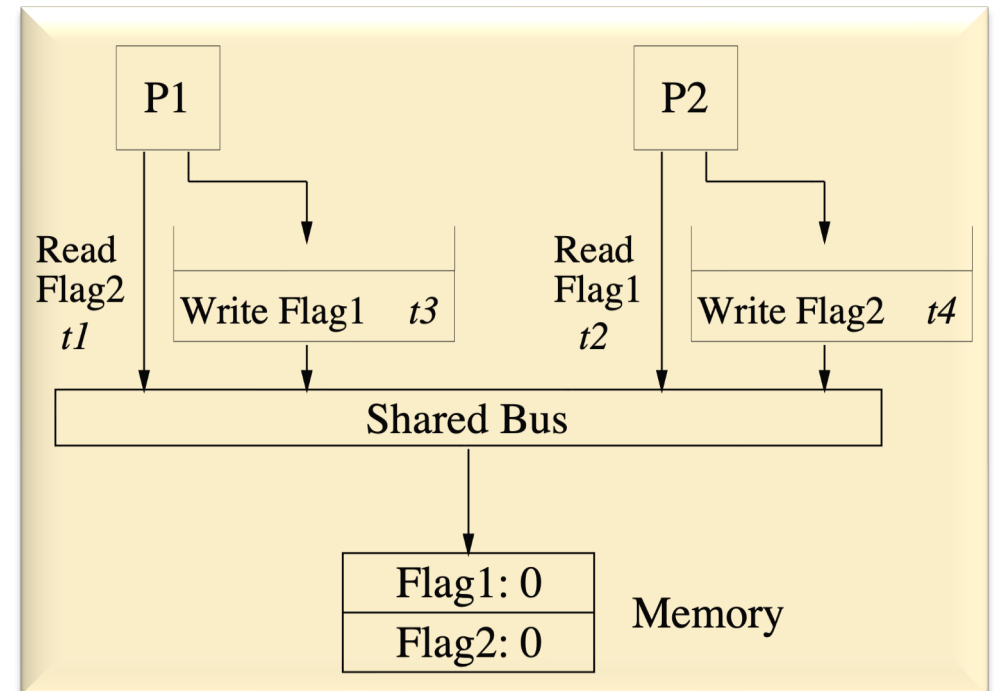 P1
P2
Read
Flag2
t1
Write Flag1 t3
Read
Flag1
t2
Write Flag2 t4
Shared Bus
Flag1: 0
Flag2: 0
Memory